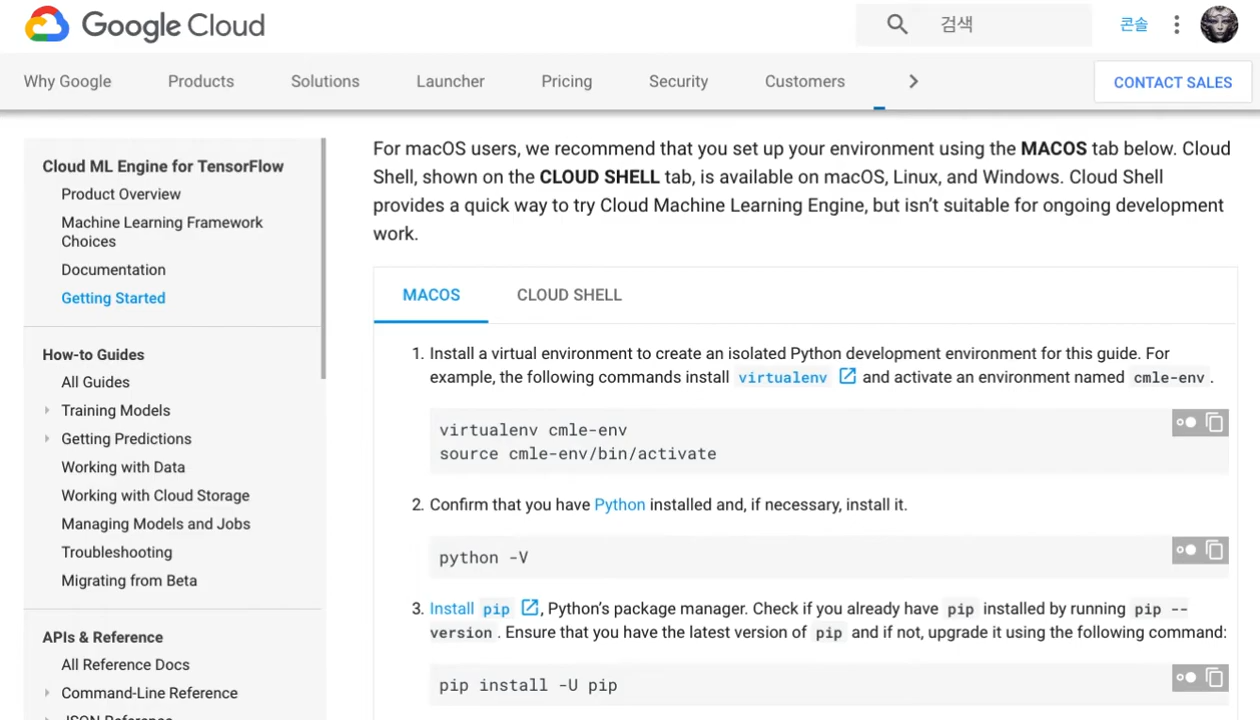 Google Cloud
검색
콘솔
Why Google
Products
Solutions
Launcher
Pricing
Security
Customers
CONTACT SALES
Cloud ML Engine for TensorFlow
Product Overview
Machine Learning Framework
Choices
Documentation
Getting Started
How-to Guides
All Guides
Training Models
Getting Predictions
Working with Data
Working with Cloud Storage
Managing Models and Jobs
Troubleshooting
Migrating from Beta
APIs & Reference
All Reference Docs
Command-Line Reference
JSON Reference
For macOS users, we recommend that you set up your environment using the MACOS tab below. Cloud
Shell, shown on the CLOUD SHELL tab, is available on macOS, Linux, and Windows. Cloud Shell
provides a quick way to try Cloud Machine Learning Engine, but isn't suitable for ongoing development
work.
MACOS
CLOUD SHELL
1. Install a virtual environment to create an isolated Python development environment for this guide. For
example, the following commands install virtualenv and activate an environment named cmle-env.
virtualenv cmle-env
source cmle-env/bin/activate
2. Confirm that you have Python installed and, if necessary, install it.
python -V
3. Install pip, Python's package manager. Check if you already have pip installed by running pip --
version. Ensure that you have the latest version of pip and if not, upgrade it using the following command:
pip install -U pip